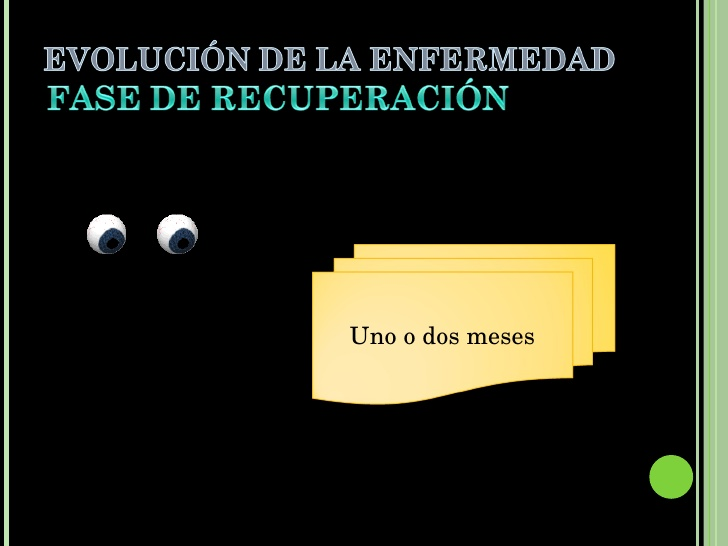 EVOLUCIÓN DE LA ENFERMEDAD
FASE DE RECUPERACIÓN
Uno o dos meses